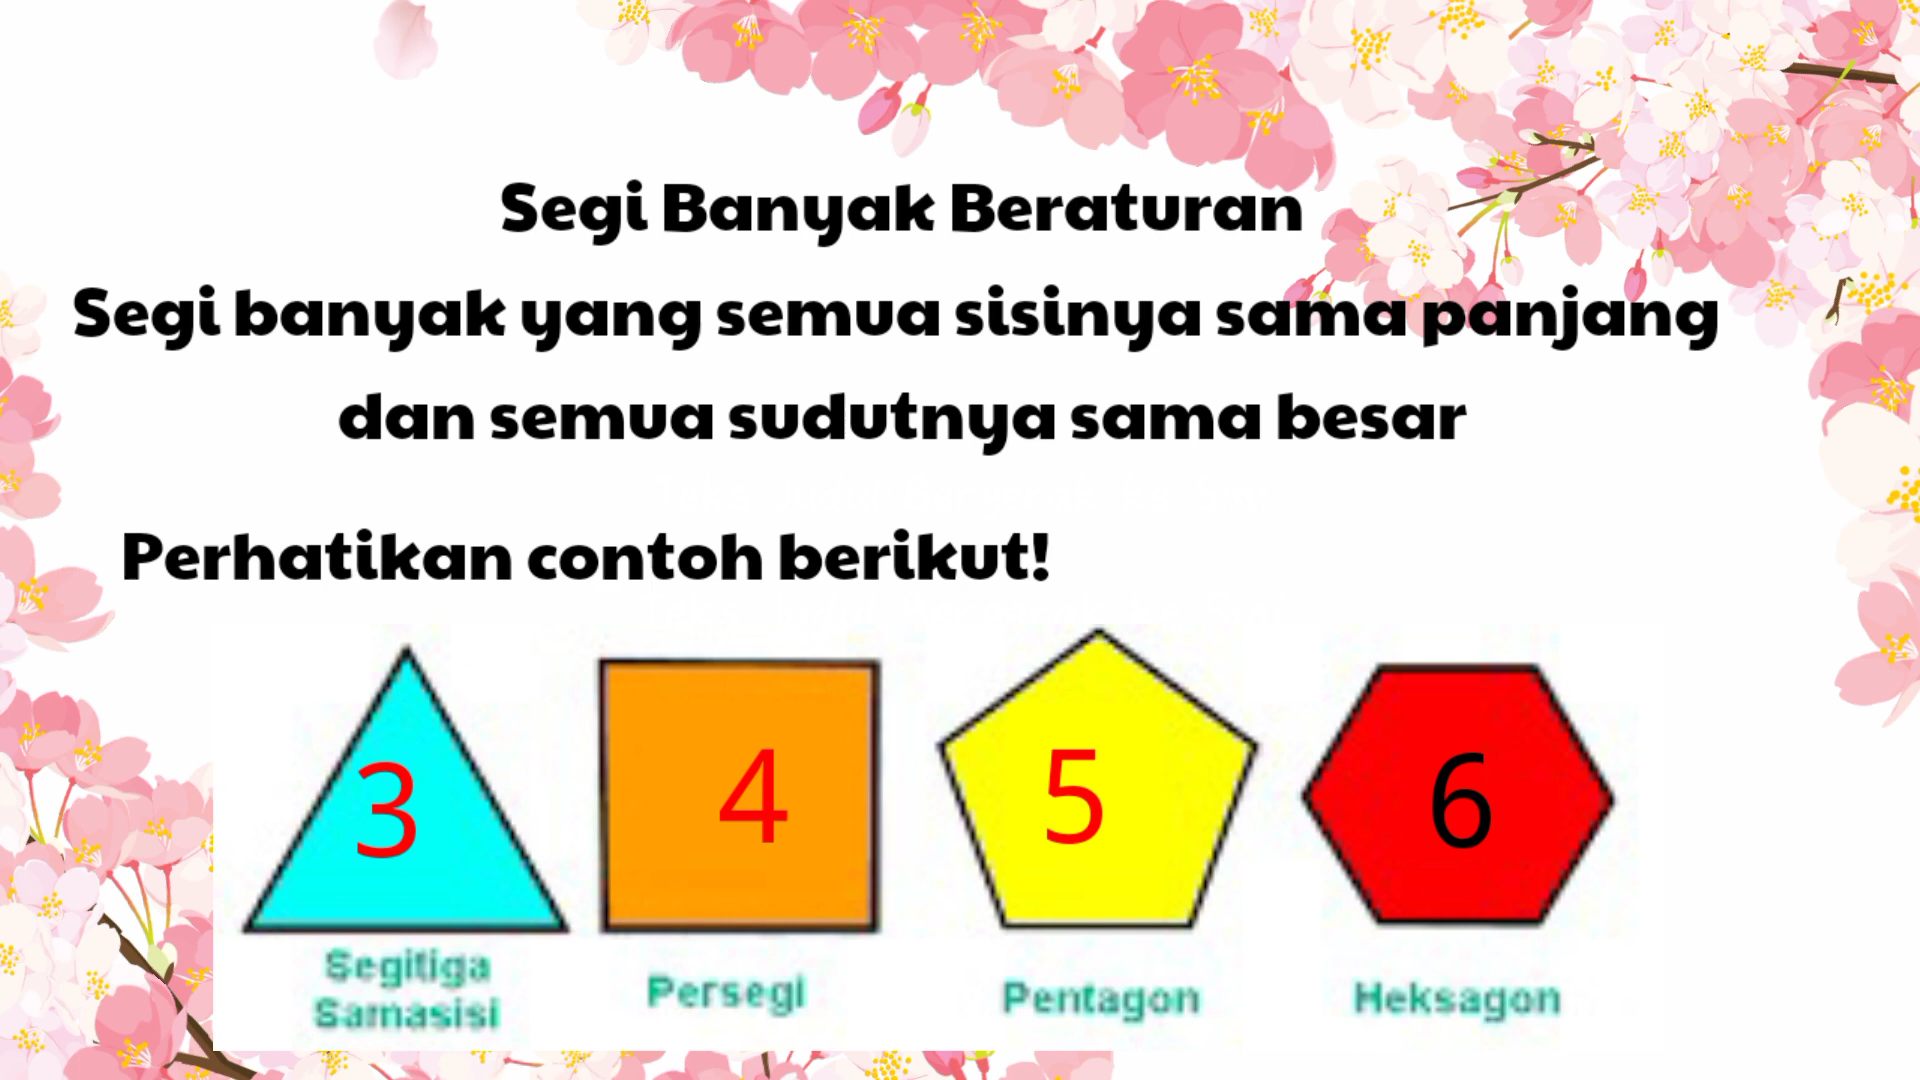 Segi Banyak Beraturan
Segi banyak yang semua sisinya sama panjang
dan semua sudutnya sama besar
Perhatikan contoh berikut!
3 4 5 6
Segitiga
Samasisi
Persegi
Pentagon
Heksagon